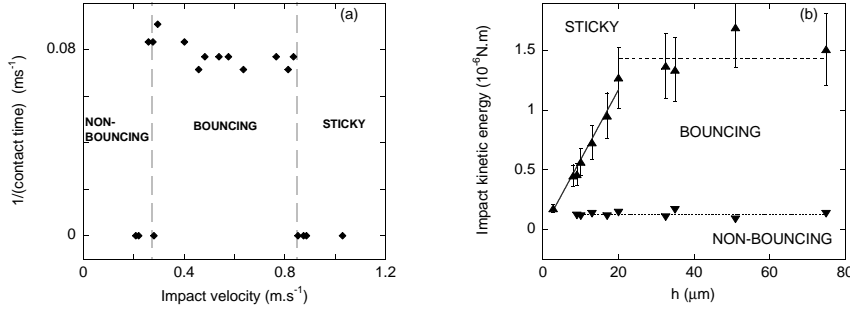 (a)
0.08
0
1/(contact time) (ms⁻¹)
NON-
BOUNCING
BOUNCING
STICKY
0
0.4
0.8
1.2
Impact velocity (m.s⁻¹)
(b)
STICKY
BOUNCING
NON-BOUNCING
1.5
1
0.5
0
Impact kinetic energy (10⁻⁶N.m)
0
20
40
60
80
h (μm)